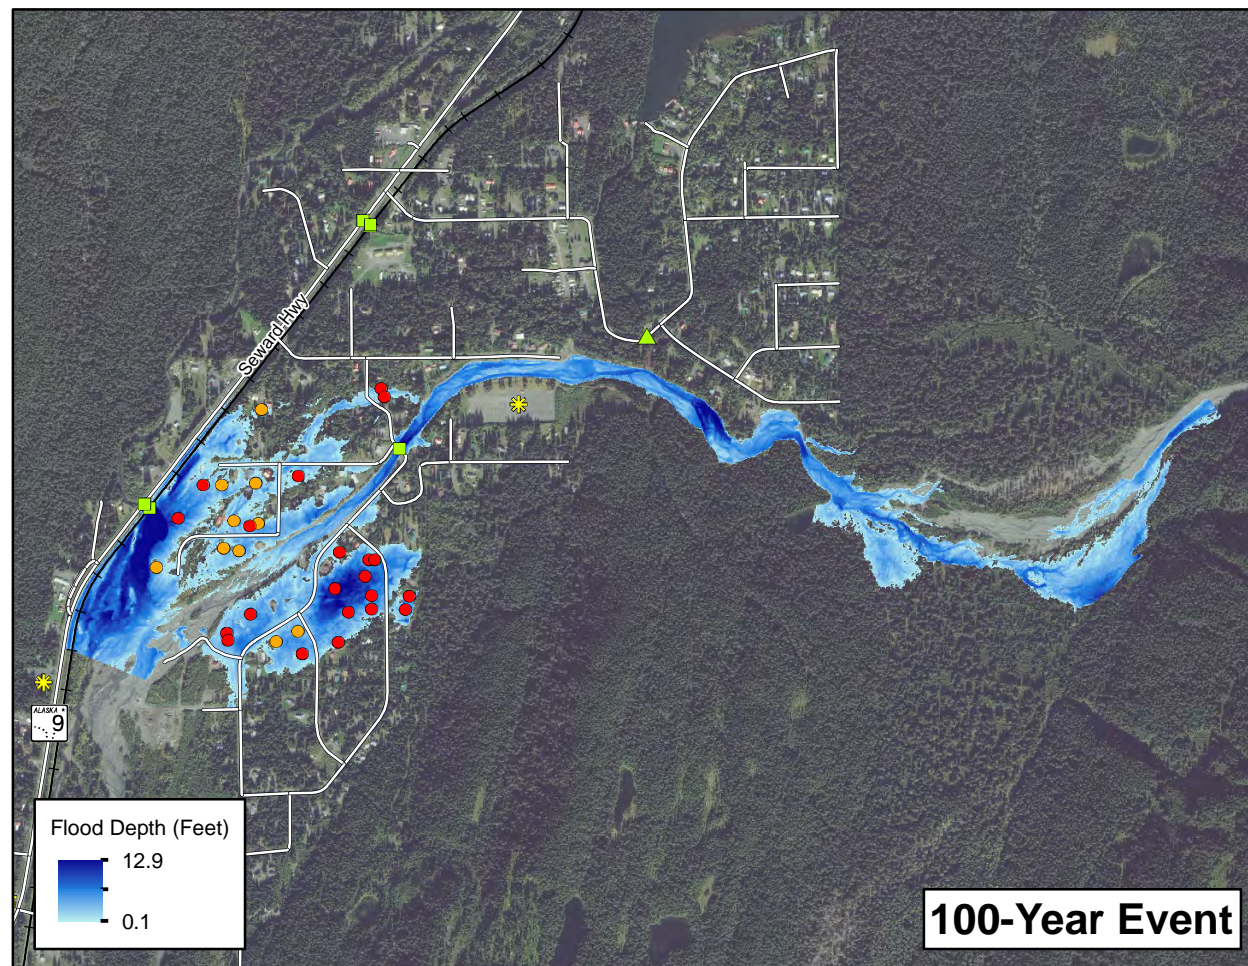 Seward Hwy
ALASKA
9
Flood Depth (Feet)
12.9
0.1
100-Year Event